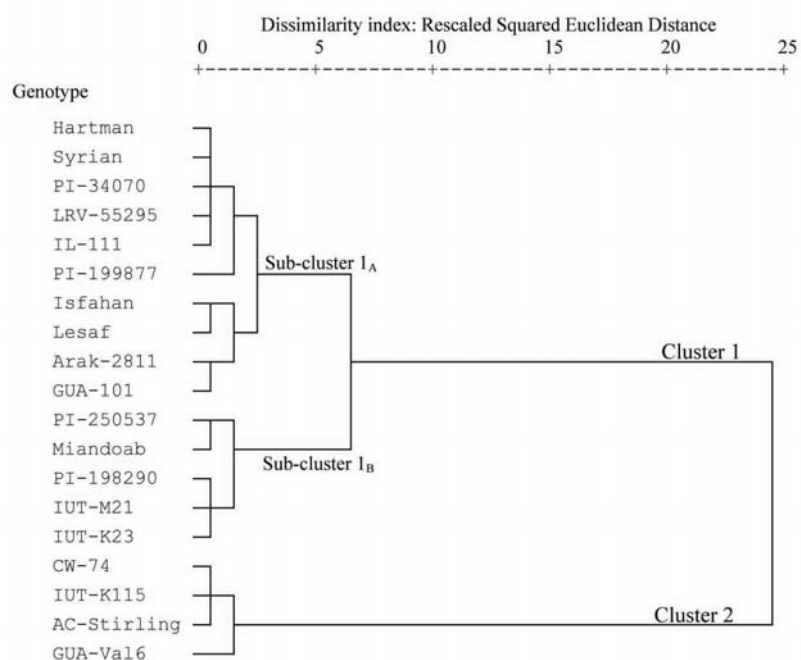 Dissimilarity index: Rescaled Squared Euclidean Distance
0 5 10 15 20 25
Genotype
Hartman
Syrian
PI-34070
LRV-55295
IL-111
PI-199877
Sub-cluster 1A
Isfahan
Lesaf
Cluster 1
Arak-2811
GUA-101
PI-250537
Miandoab
Sub-cluster 1B
PI-198290
IUT-M21
IUT-K23
CW-74
IUT-K115
Cluster 2
AC-Stirling
GUA-Val6